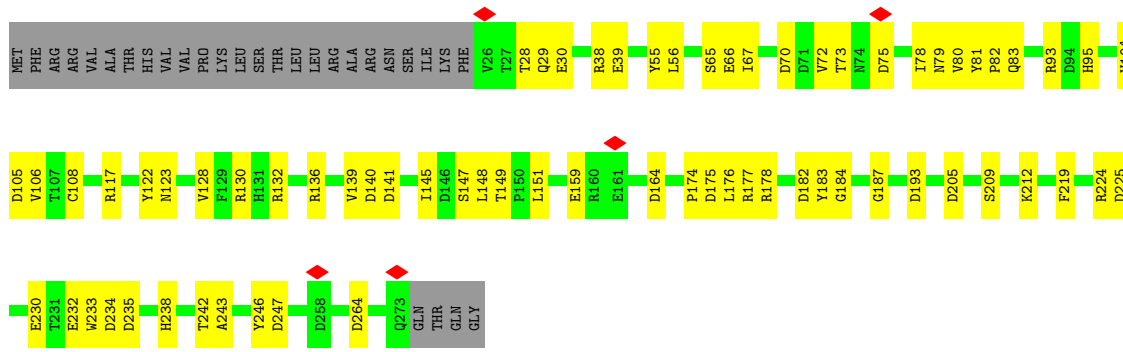 MET PHE ARG ARG VAL ALA THR HIS VAL VAL PRO LYS LEU SER THR LEU LEU ARG ALA ARG ASN SER ILE LYS PHE V26 T27 T28 Q29 E30 R38 E39 Y55 L56 S65 E66 I67 D70 D71 V72 T73 N74 D75 I78 N79 V80 Y81 P82 Q83 R93 D94 H95
D105 V106 T107 C108 R117 Y122 N123 V128 F129 R130 H131 R132 R136 V139 D140 D141 I145 D146 S147 L148 T149 P150 L151 E159 R160 E161 D164 P174 D175 L176 R177 R178 D182 Y183 G184 G187 D193 D205 S209 K212 F219 R224 D225
E230 T231 E232 W233 D234 D235 H238 T242 A243 Y246 D247 D258 D264 Q273 GLN THR GLN GLY